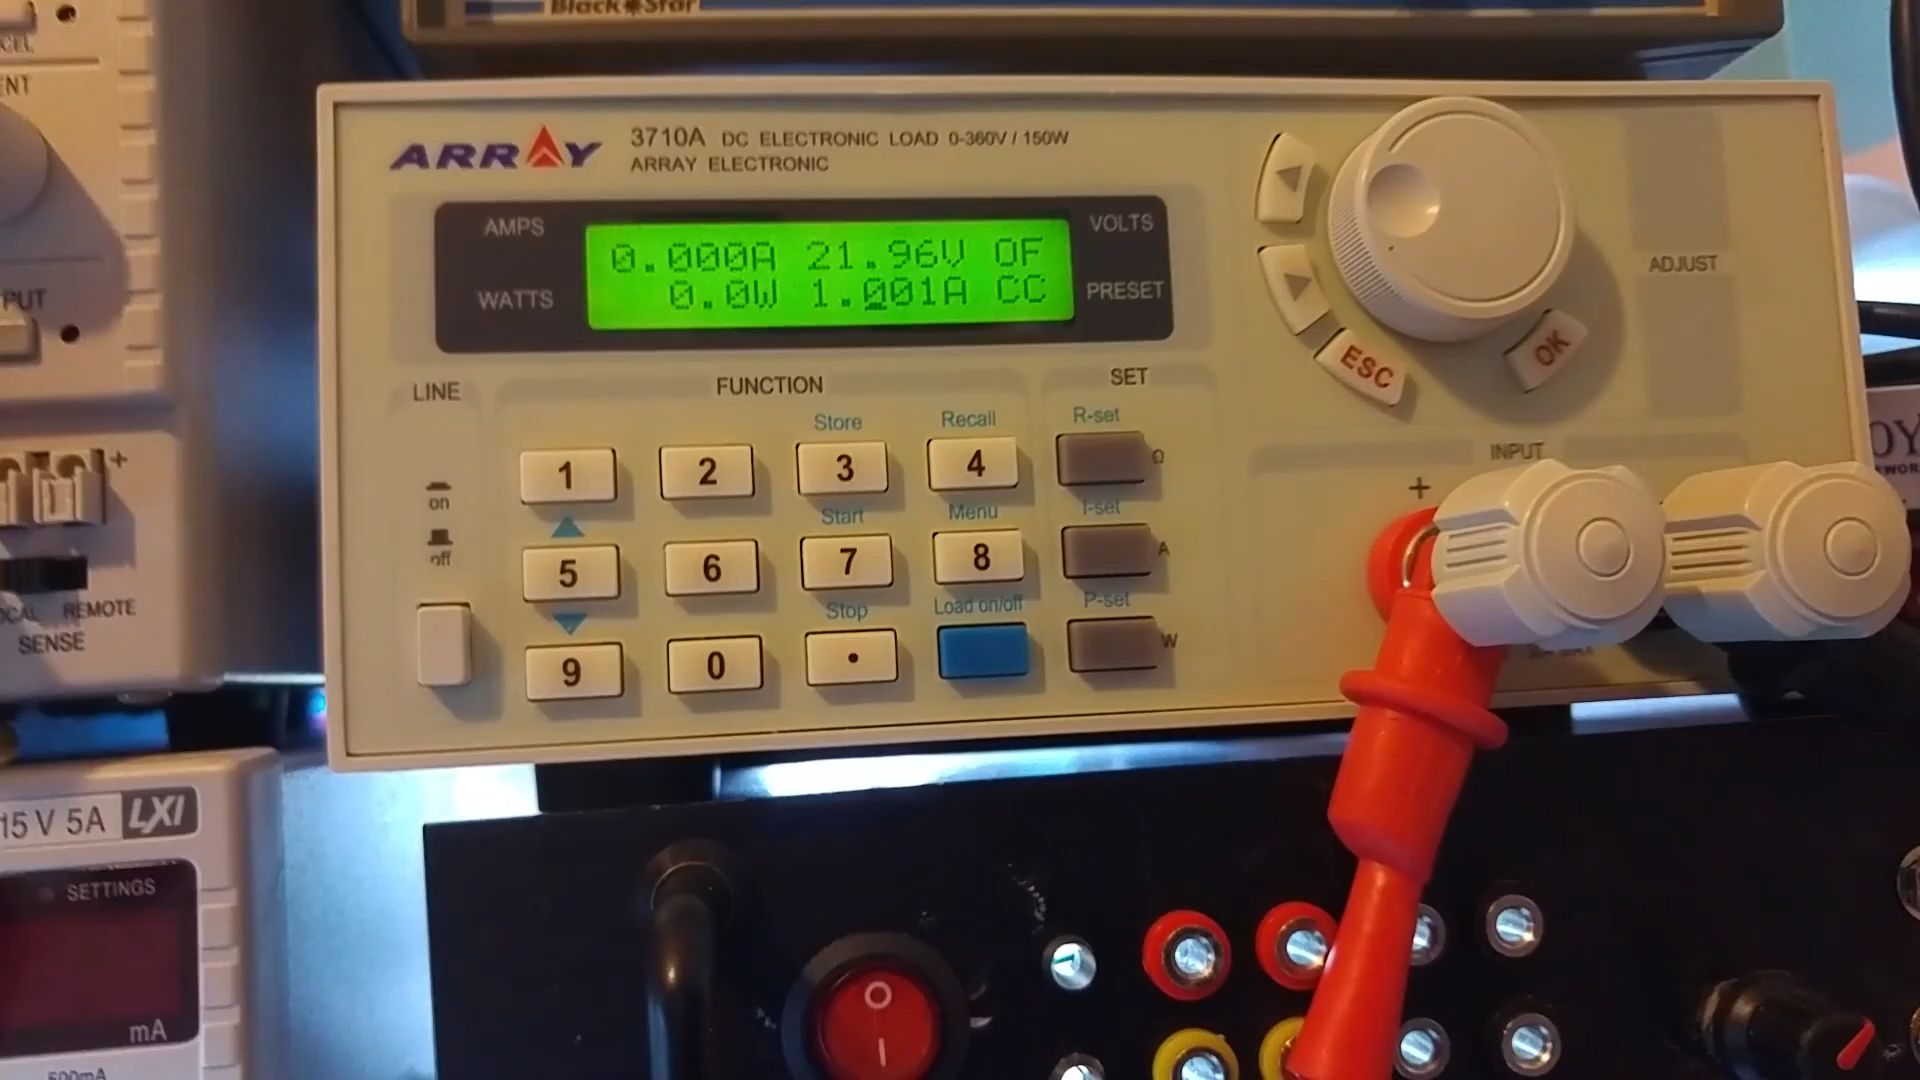 Black★Star
ARRAY
3710A DC ELECTRONIC LOAD 0-360V / 150W
ARRAY ELECTRONIC
AMPS
VOLTS
0.000A 21.96V OF
WATTS
PRESET
0.0W 1.001A CC
ADJUST
ESC
OK
LINE
FUNCTION
SET
Store
Recall
R-set
1
2
3
4
Ω
on
Start
Menu
I-set
off
5
6
7
8
A
Stop
Load on/off
P-set
9
0
.
W
INPUT
+
+
REMOTE
SENSE
15 V 5A LXI
SETTINGS
mA
500mA
O
I